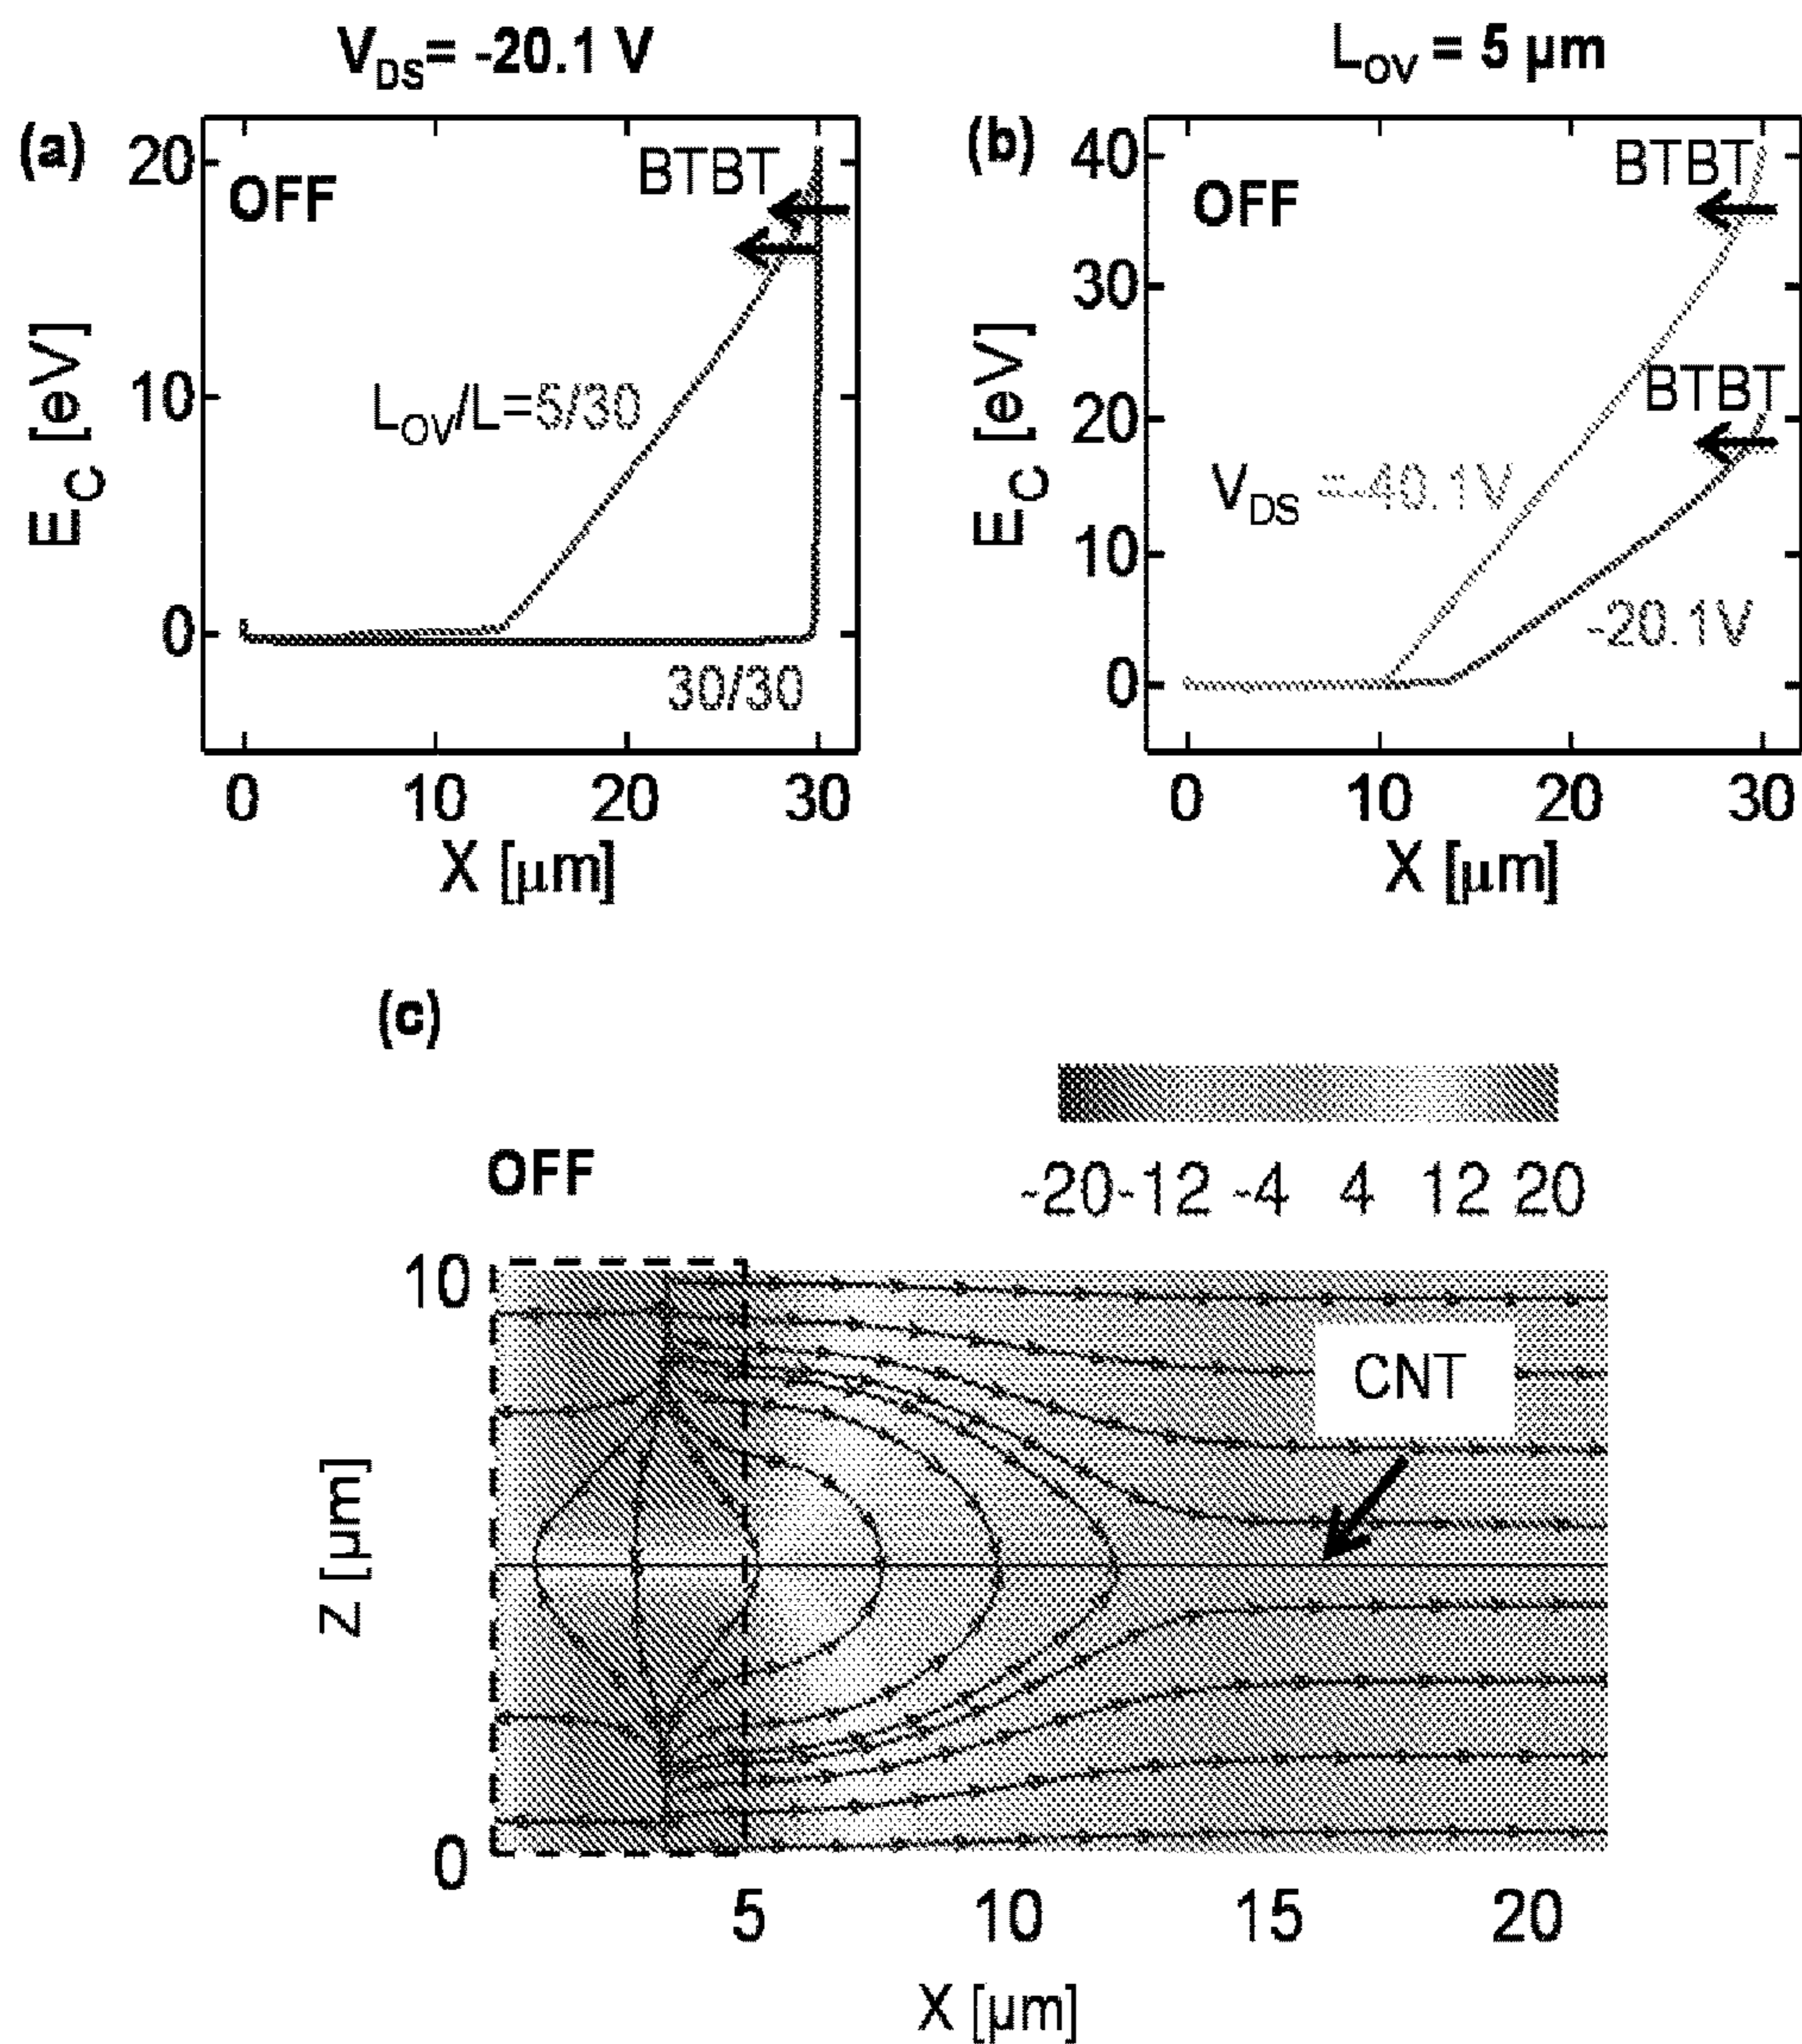 V_DS= -20.1 V
L_OV = 5 μm
(a)
20
10
0
E_C [eV]
OFF
BTBT
L_OV/L=5/30
30/30
0 10 20 30
X [μm]
(b)
40
30
20
10
0
E_C [eV]
OFF
BTBT
BTBT
V_DS =-40.1V
-20.1V
0 10 20 30
X [μm]
(c)
OFF
-20 -12 -4 4 12 20
10
0
Z [μm]
CNT
5 10 15 20
X [μm]